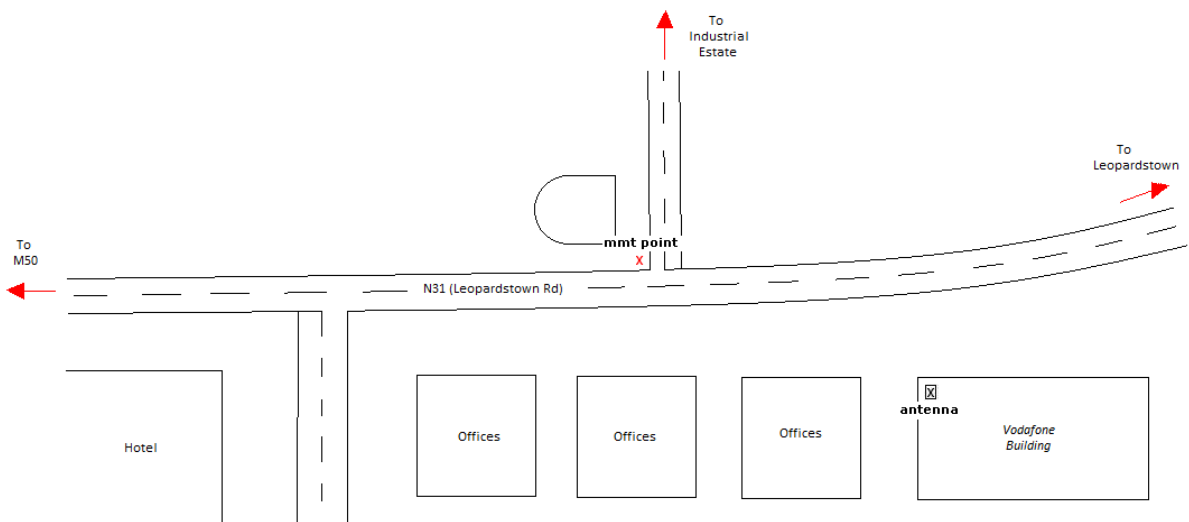 To
Industrial
Estate
To
Leopardstown
mmt point
X
To
M50
N31 (Leopardstown Rd)
X
antenna
Hotel
Offices
Offices
Offices
Vodafone
Building